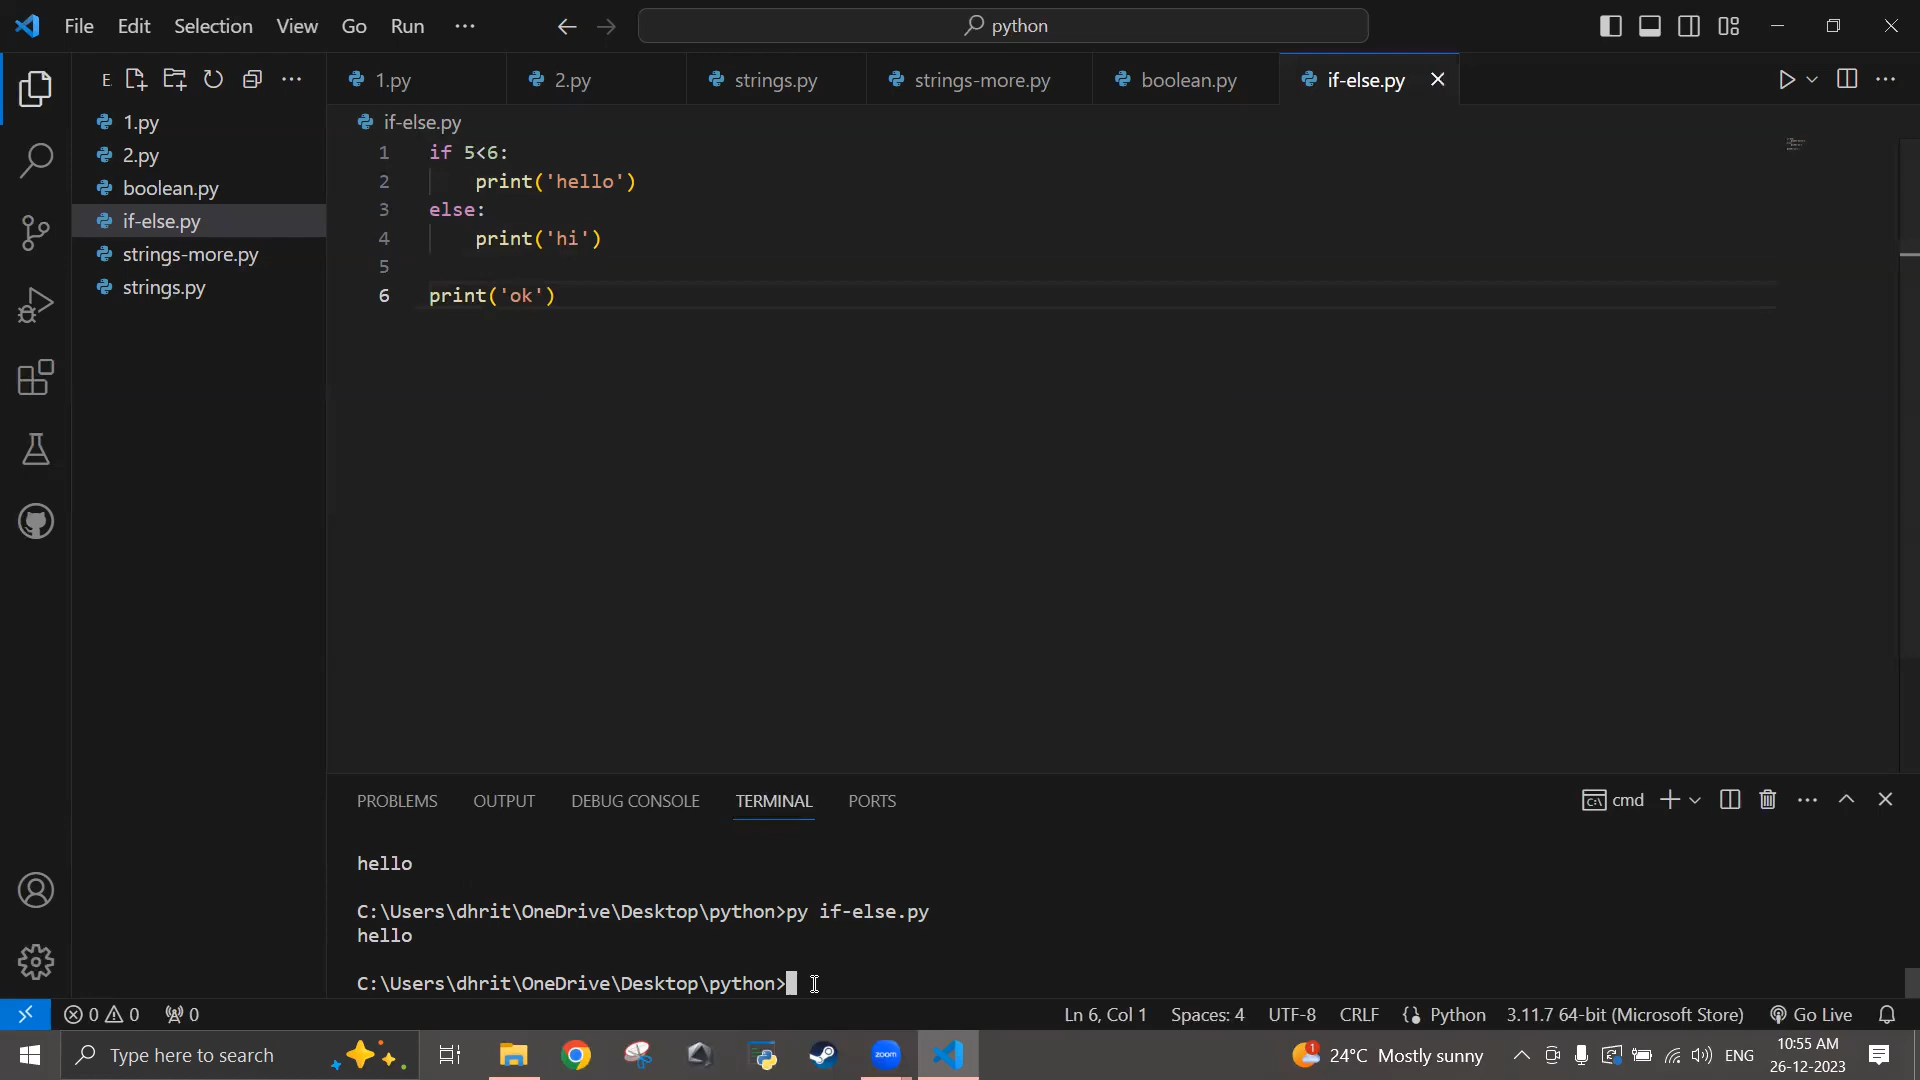 File Edit Selection View Go Run ··· python
E 1.py 2.py strings.py strings-more.py boolean.py if-else.py
1.py
2.py
boolean.py
if-else.py
strings-more.py
strings.py
if-else.py
1 if 5<6:
2 print('hello')
3 else:
4 print('hi')
5
6 print('ok')
PROBLEMS OUTPUT DEBUG CONSOLE TERMINAL PORTS cmd
hello
C:\Users\dhrit\OneDrive\Desktop\python>py if-else.py
hello
C:\Users\dhrit\OneDrive\Desktop\python>
0 0 0 Ln 6, Col 1 Spaces: 4 UTF-8 CRLF Python 3.11.7 64-bit (Microsoft Store) Go Live
Type here to search zoom 1 24°C Mostly sunny ENG 10:55 AM
26-12-2023